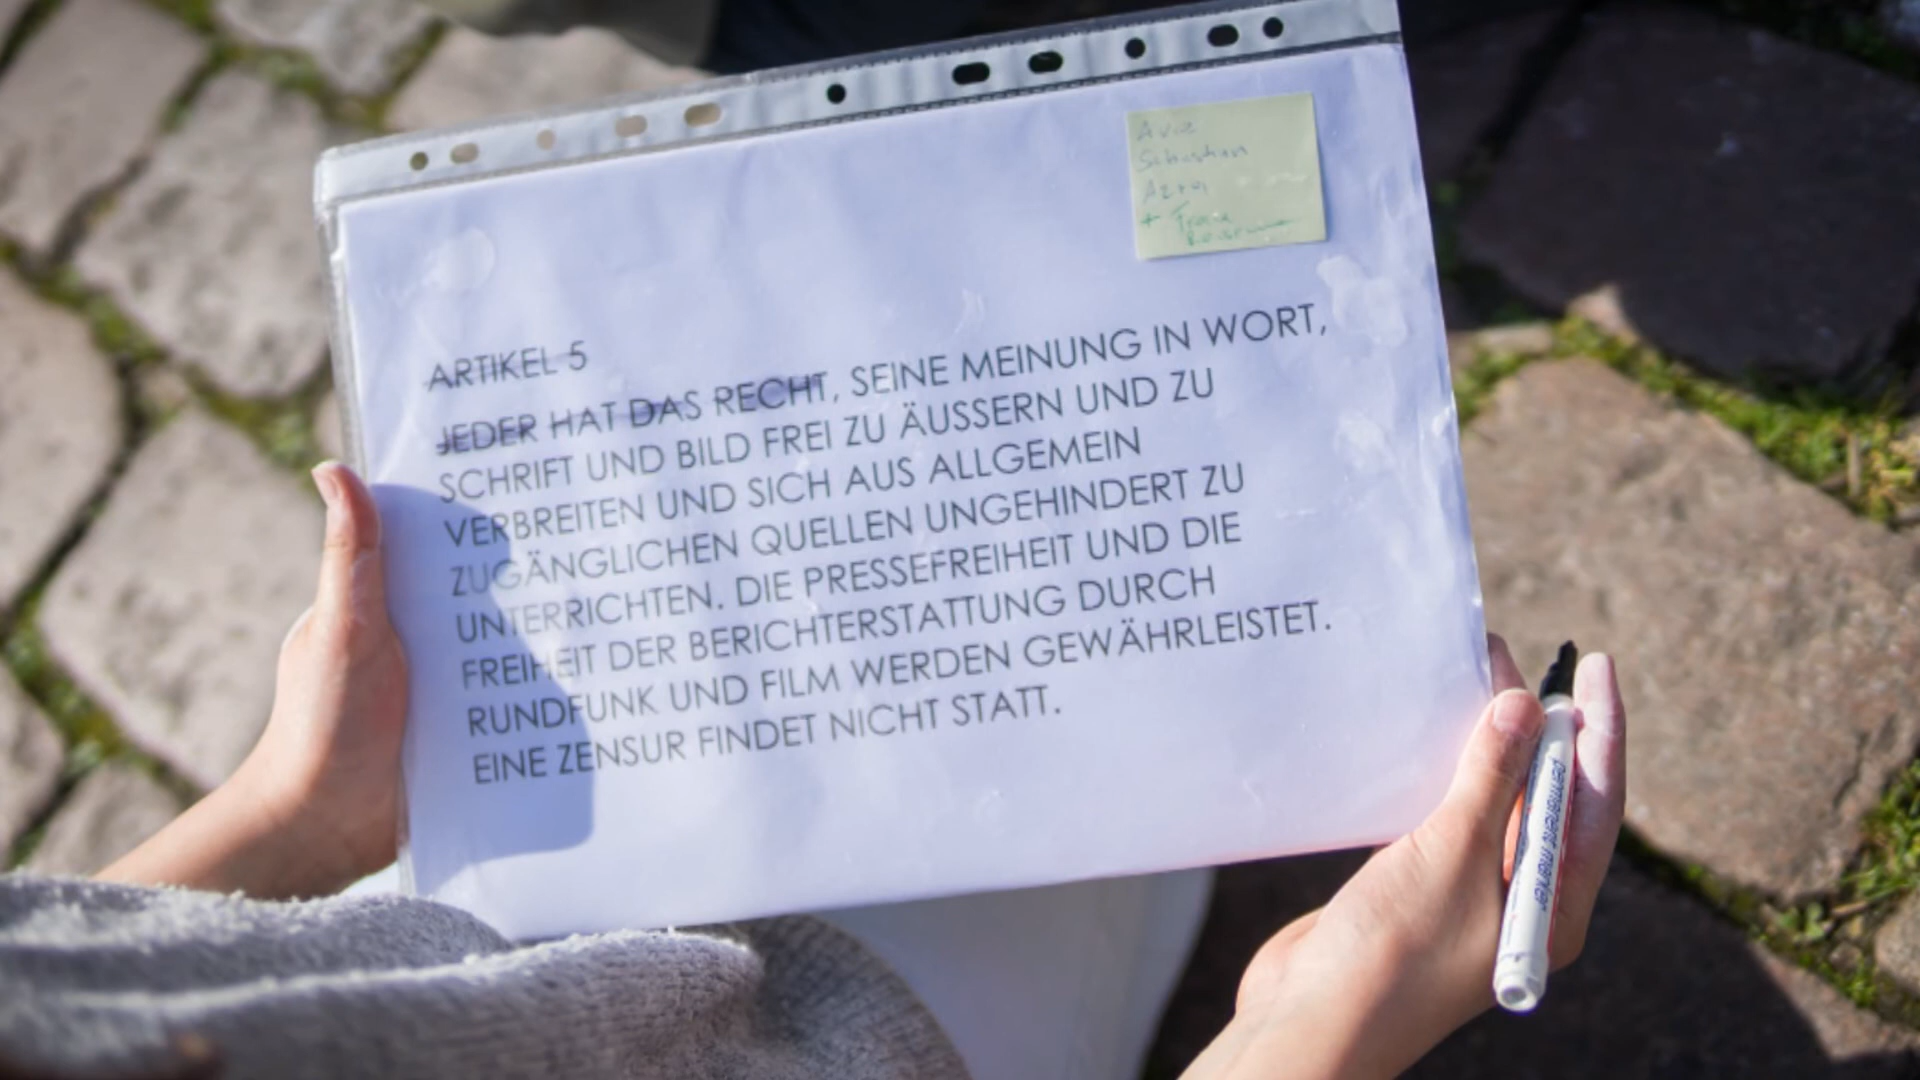 Sebastian
Azra
+
ARTIKEL 5
JEDER HAT DAS RECHT, SEINE MEINUNG IN WORT,
SCHRIFT UND BILD FREI ZU ÄUSSERN UND ZU
VERBREITEN UND SICH AUS ALLGEMEIN
ZUGÄNGLICHEN QUELLEN UNGEHINDERT ZU
UNTERRICHTEN. DIE PRESSEFREIHEIT UND DIE
FREIHEIT DER BERICHTERSTATTUNG DURCH
RUNDFUNK UND FILM WERDEN GEWÄHRLEISTET.
EINE ZENSUR FINDET NICHT STATT.
permanent marker